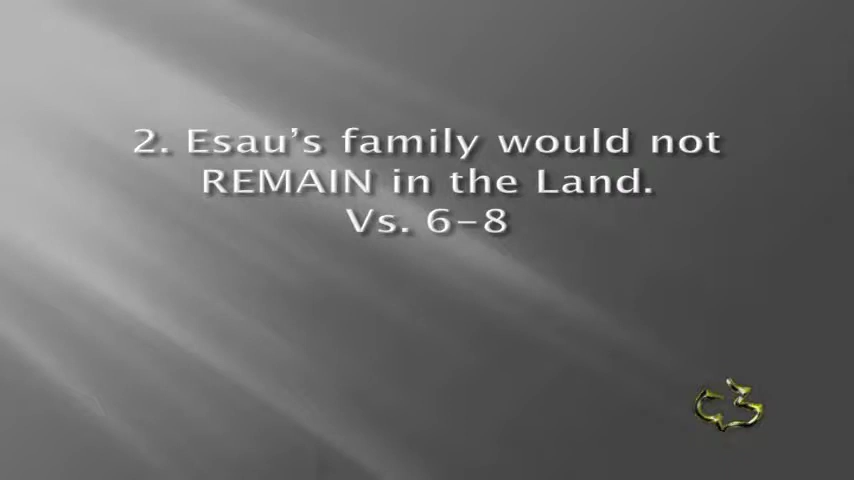 2. Esau’s family would not
REMAIN in the Land.
Vs. 6-8